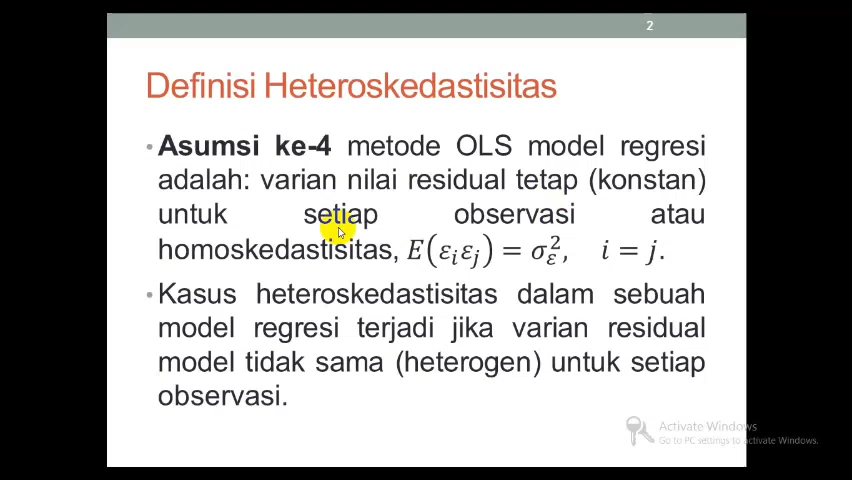 2
Definisi Heteroskedastisitas
•Asumsi ke-4 metode OLS model regresi
adalah: varian nilai residual tetap (konstan)
untuk setiap observasi atau
homoskedastisitas, E(εᵢεⱼ) = σ_ε², i = j.
•Kasus heteroskedastisitas dalam sebuah
model regresi terjadi jika varian residual
model tidak sama (heterogen) untuk setiap
observasi.
Activate Windows
Go to PC settings to activate Windows.